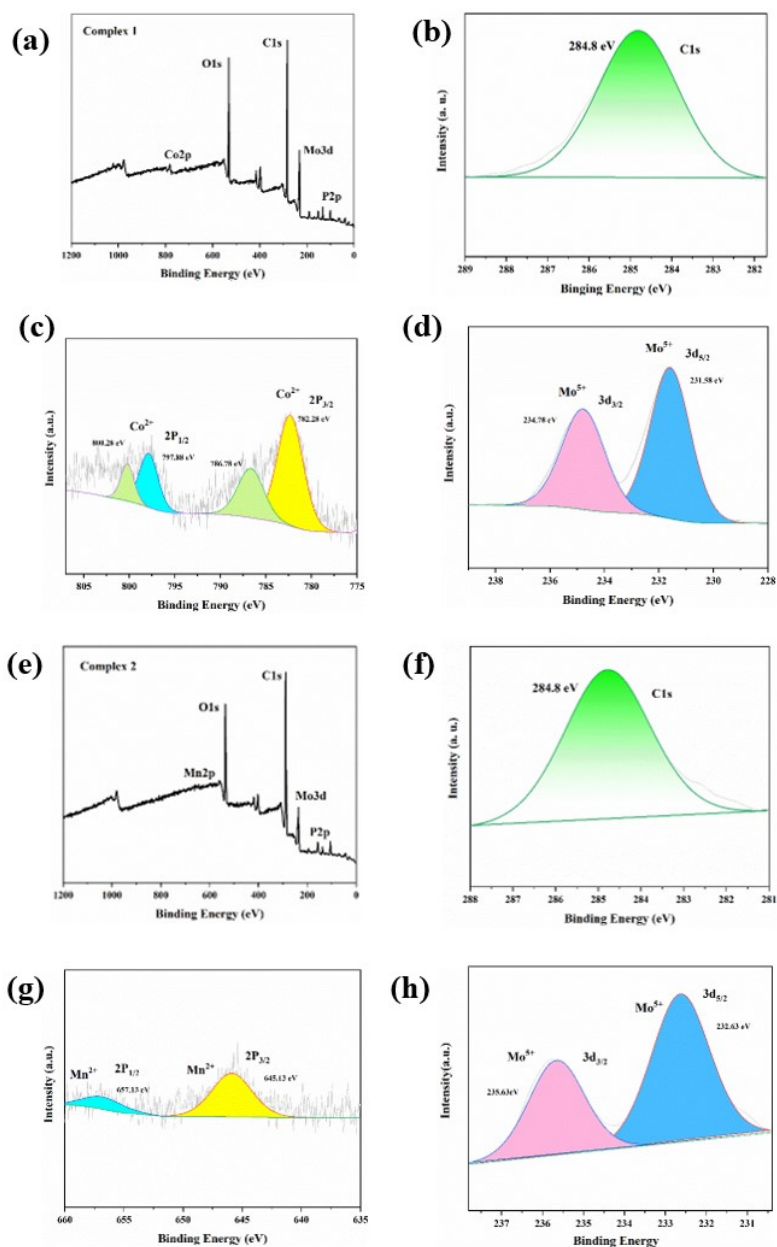 (a)
Complex 1
C1s
O1s
Mo3d
Co2p
P2p
1200 1000 800 600 400 200 0
Binding Energy (eV)
Intensity (a.u.)
(b)
284.8 eV
C1s
Intensity (a. u.)
289 288 287 286 285 284 283 282
Binging Energy (eV)
(c)
Co2+
2P3/2
782.28 eV
Co2+
2P1/2
800.28 eV
797.88 eV
786.78 eV
Intensity (a.u.)
805 800 795 790 785 780 775
Binding Energy (eV)
(d)
Mo5+
3d5/2
231.58 eV
Mo5+
3d3/2
234.78 eV
Intensity (a.u.)
238 236 234 232 230 228
Binding Energy (eV)
(e)
Complex 2
C1s
O1s
Mn2p
Mo3d
P2p
Intensity (a.u.)
1200 1000 800 600 400 200 0
Binding Energy (eV)
(f)
284.8 eV
C1s
Intensity (a. u.)
288 287 286 285 284 283 282 281
Binding Energy (eV)
(g)
Mn2+
2P1/2
657.13 eV
Mn2+
2P3/2
645.13 eV
Intensity (a.u.)
660 655 650 645 640 635
Binding Energy (eV)
(h)
Mo5+
3d5/2
232.63 eV
Mo5+
3d3/2
235.63eV
Intensity(a.u.)
237 236 235 234 233 232 231
Binding Energy